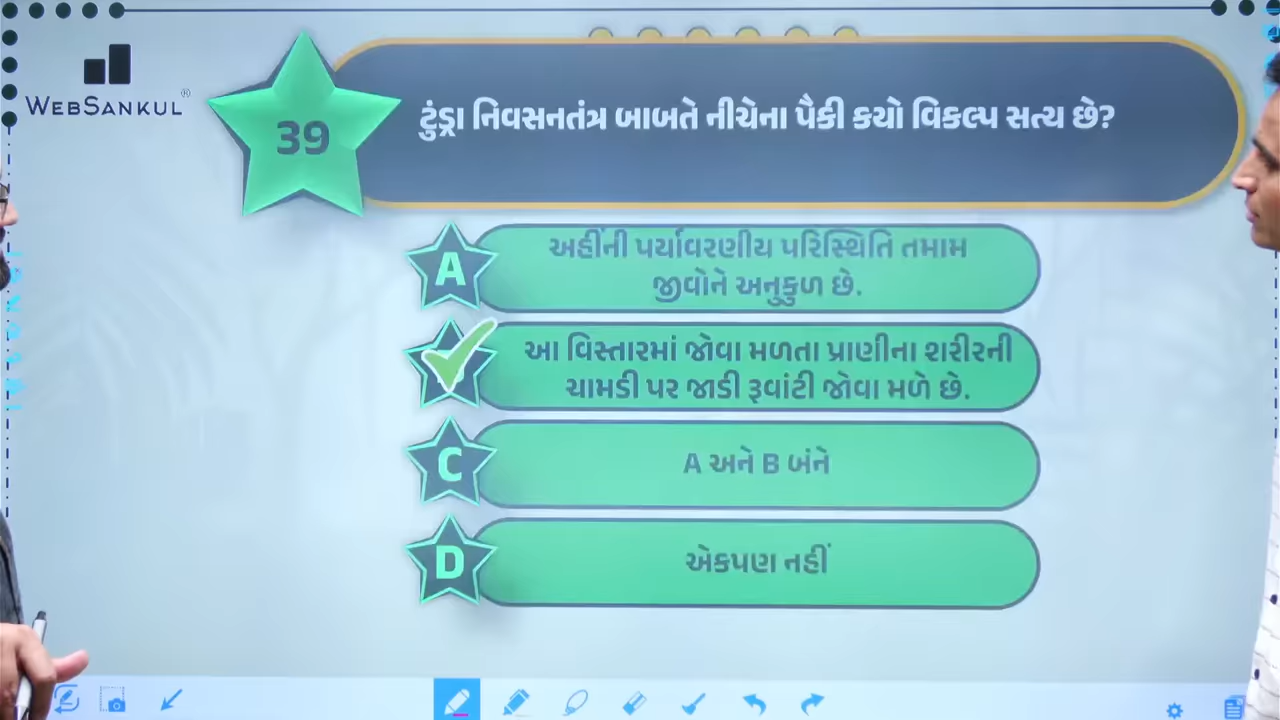 WEBSANKUL®
39
ટુંડ્રા નિવસનતંત્ર બાબતે નીચેના પૈકી કયો વિકલ્પ સત્ય છે?
A
અહીંની પર્યાવરણીય પરિસ્થિતિ તમામ
જીવોને અનુકુળ છે.
આ વિસ્તારમાં જોવા મળતા પ્રાણીના શરીરની
ચામડી પર જાડી રૂવાંટી જોવા મળે છે.
C
A અને B બંને
D
એકપણ નહીં